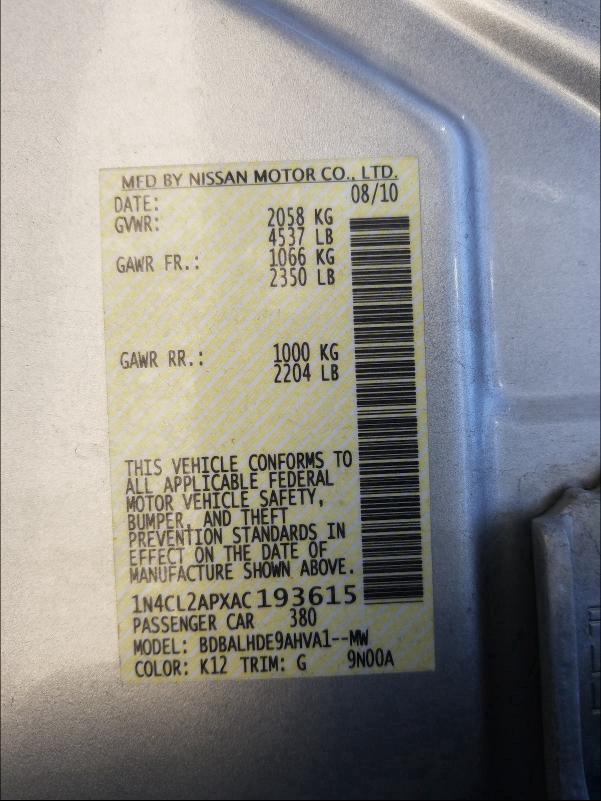 MFD BY NISSAN MOTOR CO., LTD.
DATE: 08/10
GVWR: 2058 KG
4537 LB
GAWR FR.: 1066 KG
2350 LB
GAWR RR.: 1000 KG
2204 LB
THIS VEHICLE CONFORMS TO
ALL APPLICABLE FEDERAL
MOTOR VEHICLE SAFETY,
BUMPER, AND THEFT
PREVENTION STANDARDS IN
EFFECT ON THE DATE OF
MANUFACTURE SHOWN ABOVE.
1N4CL2APXAC193615
PASSENGER CAR 380
MODEL: BDBALHDE9AHVA1--MW
COLOR: K12 TRIM: G 9N00A